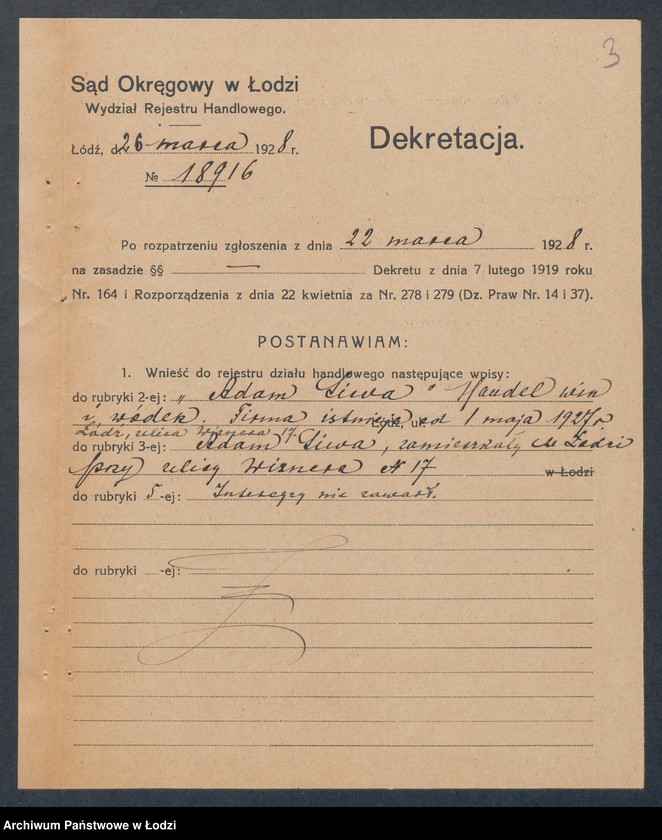 3
Sąd Okręgowy w Łodzi
Wydział Rejestru Handlowego.
Łódź, d. 26 marca 1928 r.
№ 18916
Dekretacja.
Po rozpatrzeniu zgłoszenia z dnia 22 marca 1928 r.
na zasadzie §§ — Dekretu z dnia 7 lutego 1919 roku
Nr. 164 i Rozporządzenia z dnia 22 kwietnia za Nr. 278 i 279 (Dz. Praw Nr. 14 i 37).
POSTANAWIAM:
1. Wnieść do rejestru działu handlowego następujące wpisy:
do rubryki 2-ej: „Adam Siwa" Handel win
i wódek. Firma istnieje od 1 maja 1927 r
Łódź, ulica Wiznera 17.
do rubryki 3-ej: Adam Siwa, zamieszkały w Łodzi
przy ulicy Wiznera N 17 w Łodzi
do rubryki 5-ej: Intercyzy nie zawarł.
do rubryki -ej:
Archiwum Państwowe w Łodzi